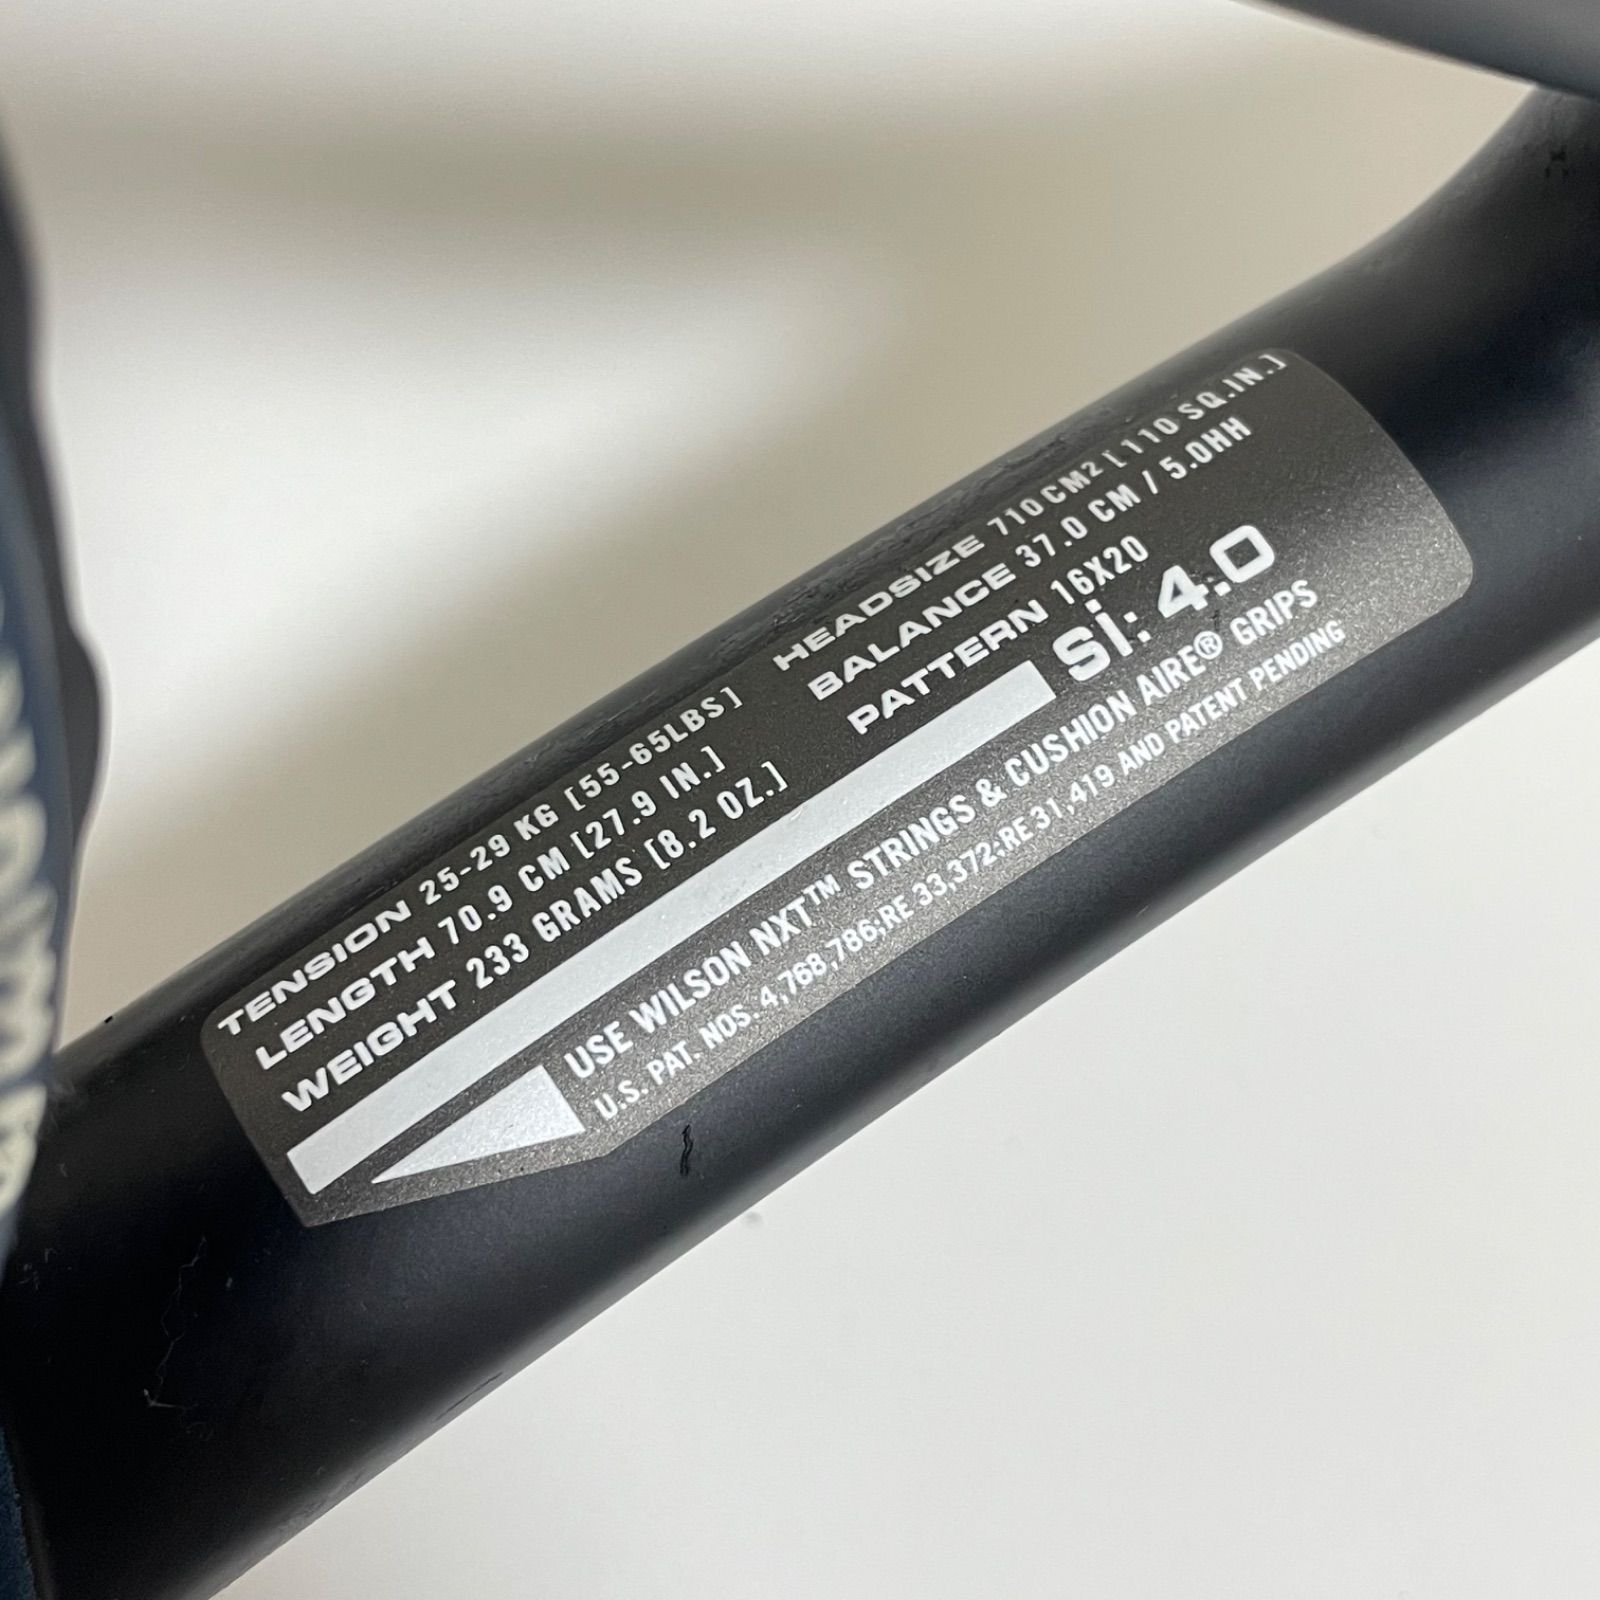 TENSION 25-29 KG [55-65LBS]
LENGTH 70.9 CM [27.9 IN.]
WEIGHT 233 GRAMS [8.2 OZ.]
HEADSIZE 710CM² [110 SQ.IN.]
BALANCE 37.0 CM / 5.0HH
PATTERN 16X20
si: 4.0
USE WILSON NXT™ STRINGS & CUSHION AIRE® GRIPS
U.S. PAT. NOS. 4,768,786;RE 33,372;RE 31,419 AND PATENT PENDING